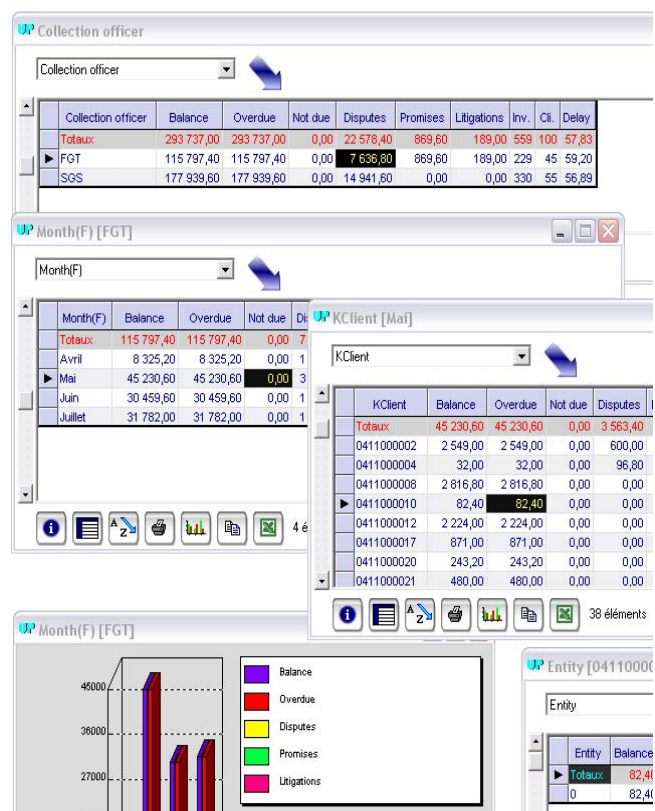 UP Collection officer
Collection officer
Collection officer Balance Overdue Not due Disputes Promises Litigations Inv. Cli. Delay
Totaux 293 737,00 293 737,00 0,00 22 578,40 869,60 189,00 559 100 57,83
FGT 115 797,40 115 797,40 0,00 7 636,80 869,60 189,00 229 45 59,20
SGS 177 939,60 177 939,60 0,00 14 941,60 0,00 0,00 330 55 56,89
UP Month(F) [FGT]
Month(F)
Month(F) Balance Overdue Not due
Totaux 115 797,40 115 797,40 0,00 7
Avril 8 325,20 8 325,20 0,00 1
Mai 45 230,60 45 230,60 0,00 3
Juin 30 459,60 30 459,60 0,00 1
Juillet 31 782,00 31 782,00 0,00 1
4 é
UP KClient [Mai]
KClient
KClient Balance Overdue Not due Disputes
Totaux 45 230,60 45 230,60 0,00 3 563,40
0411000002 2 549,00 2 549,00 0,00 600,00
0411000004 32,00 32,00 0,00 96,80
0411000008 2 816,80 2 816,80 0,00 0,00
0411000010 82,40 82,40 0,00 0,00
0411000012 2 224,00 2 224,00 0,00 0,00
0411000017 871,00 871,00 0,00 0,00
0411000020 243,20 243,20 0,00 0,00
0411000021 480,00 480,00 0,00 0,00
38 éléments
UP Month(F) [FGT]
45000
36000
27000
Balance
Overdue
Disputes
Promises
Litigations
UP Entity [04110000
Entity
Entity Balance
Totaux 82,40
0 82,40